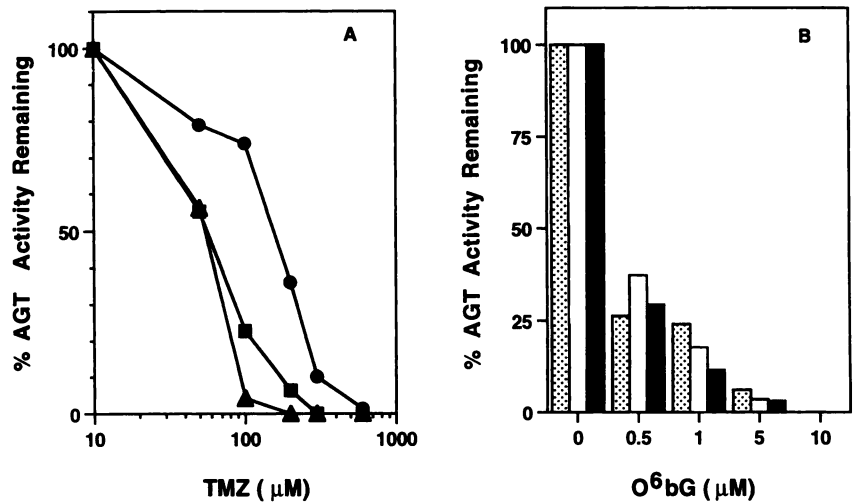 A
% AGT Activity Remaining
100
50
0
10 100 1000
TMZ ( μM)
B
% AGT Activity Remaining
100
75
50
25
0
0 0.5 1 5 10
O⁶bG (μM)